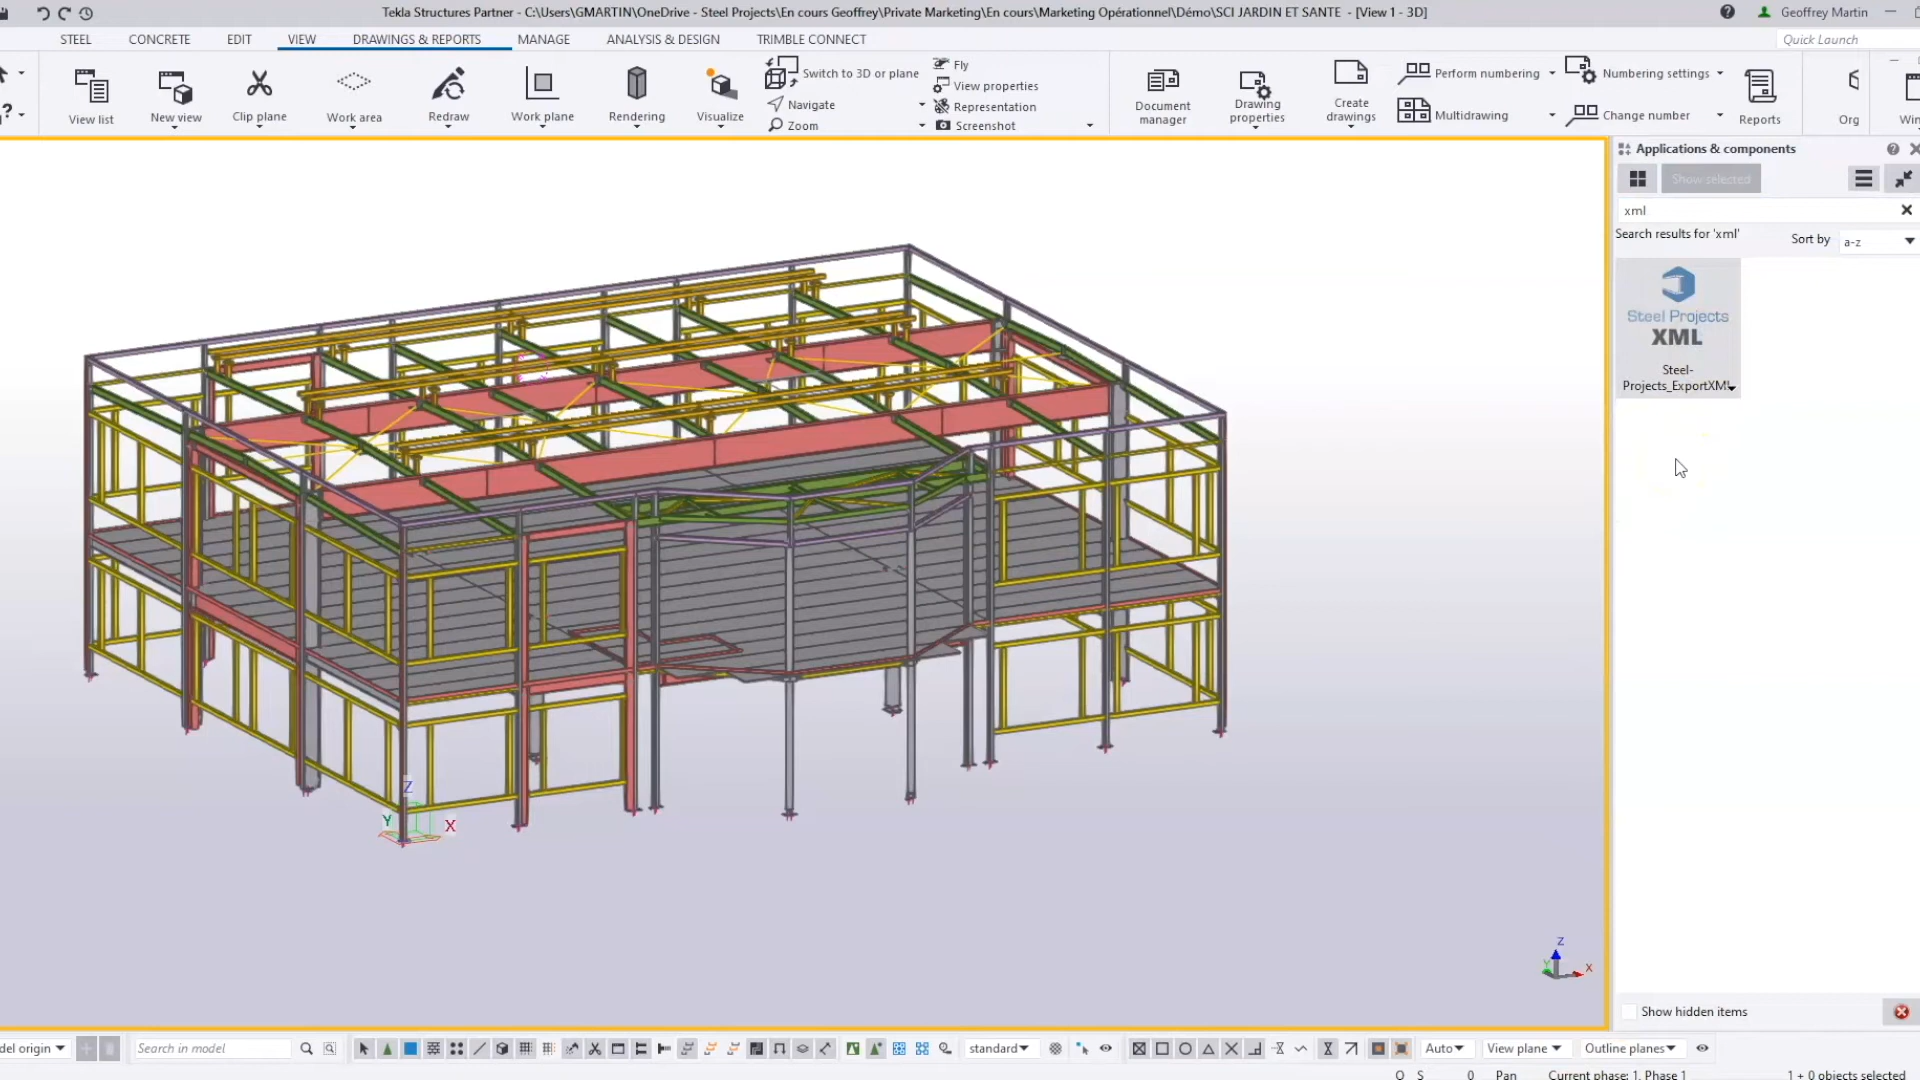 Tekla Structures Partner - C:\Users\GMARTIN\OneDrive - Steel Projects\En cours Geoffrey\Private Marketing\En cours\Marketing Opérationnel\Démo\SCI JARDIN ET SANTE - [View 1 - 3D]
Geoffrey Martin
STEEL CONCRETE EDIT VIEW DRAWINGS & REPORTS MANAGE ANALYSIS & DESIGN TRIMBLE CONNECT
Quick Launch
View list
New view
Clip plane
Work area
Redraw
Work plane
Rendering
Visualize
Switch to 3D or plane
Navigate
Zoom
Fly
View properties
Representation
Screenshot
Document manager
Drawing properties
Create drawings
Perform numbering
Multidrawing
Numbering settings
Change number
Reports
Org
Win
Applications & components
Show selected
xml
Search results for 'xml'
Sort by a-z
Steel Projects
XML
Steel-
Projects_ExportXML
Z
Y X
Z
Y X
Show hidden items
del origin
Search in model
standard
Auto
View plane
Outline planes
O S 0 Pan Current phase: 1, Phase 1 1 + 0 objects selected